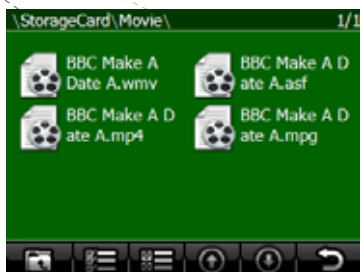 \StorageCard\Movie\ 1/1
BBC Make A
Date A.wmv
BBC Make A D
ate A.asf
BBC Make A D
ate A.mp4
BBC Make A D
ate A.mpg